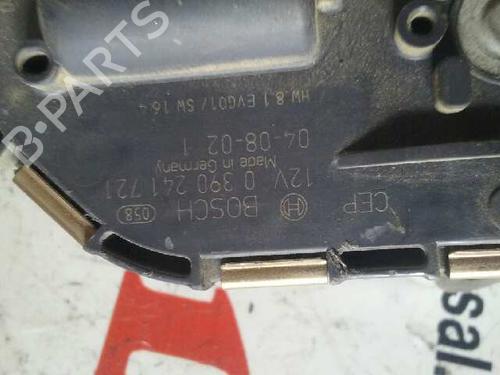 CEP
BOSCH 058
12V 0 390 241 721
Made in Germany
04-08-02 1
HW 8.1 EVG01/ SW 16.4
B-PARTS
sal.